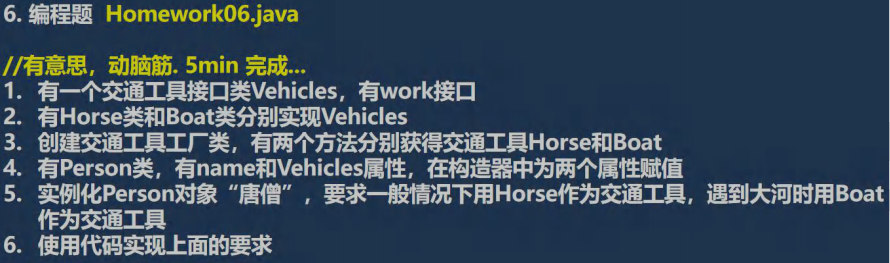 6. 编程题 Homework06.java
//有意思，动脑筋. 5min 完成...
1. 有一个交通工具接口类Vehicles，有work接口
2. 有Horse类和Boat类分别实现Vehicles
3. 创建交通工具工厂类，有两个方法分别获得交通工具Horse和Boat
4. 有Person类，有name和Vehicles属性，在构造器中为两个属性赋值
5. 实例化Person对象“唐僧”，要求一般情况下用Horse作为交通工具，遇到大河时用Boat
作为交通工具
6. 使用代码实现上面的要求